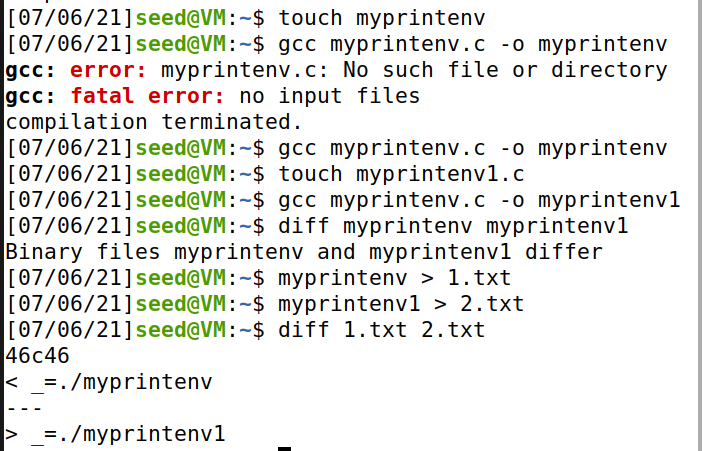 [07/06/21]seed@VM:~$ touch myprintenv
[07/06/21]seed@VM:~$ gcc myprintenv.c -o myprintenv
gcc: error: myprintenv.c: No such file or directory
gcc: fatal error: no input files
compilation terminated.
[07/06/21]seed@VM:~$ gcc myprintenv.c -o myprintenv
[07/06/21]seed@VM:~$ touch myprintenv1.c
[07/06/21]seed@VM:~$ gcc myprintenv.c -o myprintenv1
[07/06/21]seed@VM:~$ diff myprintenv myprintenv1
Binary files myprintenv and myprintenv1 differ
[07/06/21]seed@VM:~$ myprintenv > 1.txt
[07/06/21]seed@VM:~$ myprintenv1 > 2.txt
[07/06/21]seed@VM:~$ diff 1.txt 2.txt
46c46
< _=./myprintenv
---
> _=./myprintenv1